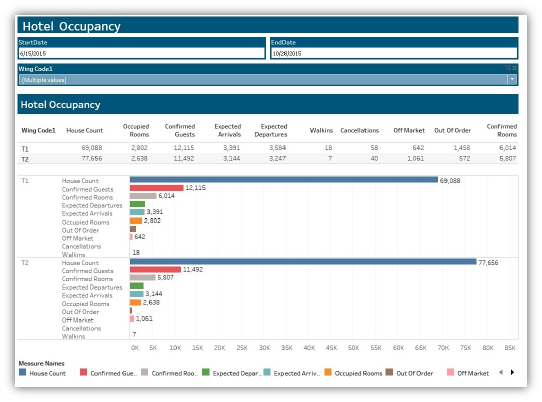 Hotel Occupancy
StartDate EndDate
6/15/2015 10/28/2015
Wing Code1
(Multiple values)
Hotel Occupancy
Wing Code1 House Count Occupied Rooms Confirmed Guests Expected Arrivals Expected Departures Walkins Cancellations Off Market Out Of Order Confirmed Rooms
T1 69,088 2,802 12,115 3,391 3,584 18 58 642 1,458 6,014
T2 77,656 2,638 11,492 3,144 3,247 7 40 1,061 572 5,807
T1 House Count 69,088
Confirmed Guests 12,115
Confirmed Rooms 6,014
Expected Departures
Expected Arrivals 3,391
Occupied Rooms 2,802
Out Of Order
Off Market 642
Cancellations
Walkins 18
T2 House Count 77,656
Confirmed Guests 11,492
Confirmed Rooms 5,807
Expected Departures
Expected Arrivals 3,144
Occupied Rooms 2,638
Out Of Order
Off Market 1,061
Cancellations
Walkins 7
0K 5K 10K 15K 20K 25K 30K 35K 40K 45K 50K 55K 60K 65K 70K 75K 80K 85K
Measure Names
House Count Confirmed Gue.. Confirmed Roo.. Expected Depar.. Expected Arriv.. Occupied Rooms Out Of Order Off Market